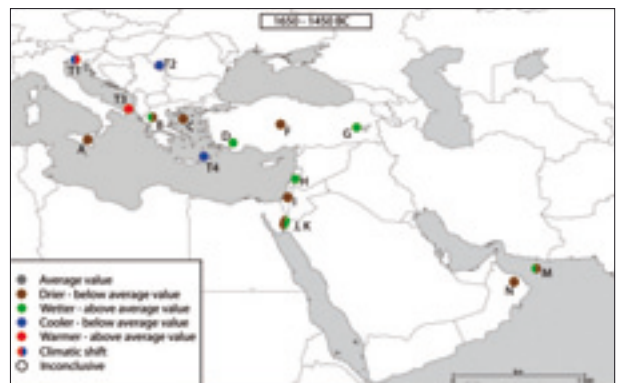 1650 - 1450 BC
T1
T2
T3
B
C
F
G
A
D
T4
H
I
J, K
M
N
Average value
Drier - below average value
Wetter - above average value
Cooler - below average value
Warmer - above average value
Climatic shift
Inconclusive